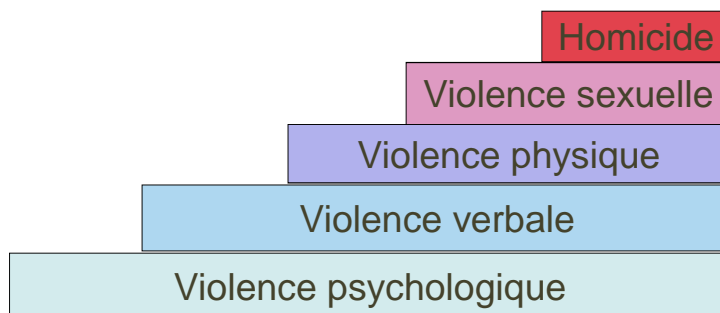 Homicide
Violence sexuelle
Violence physique
Violence verbale
Violence psychologique